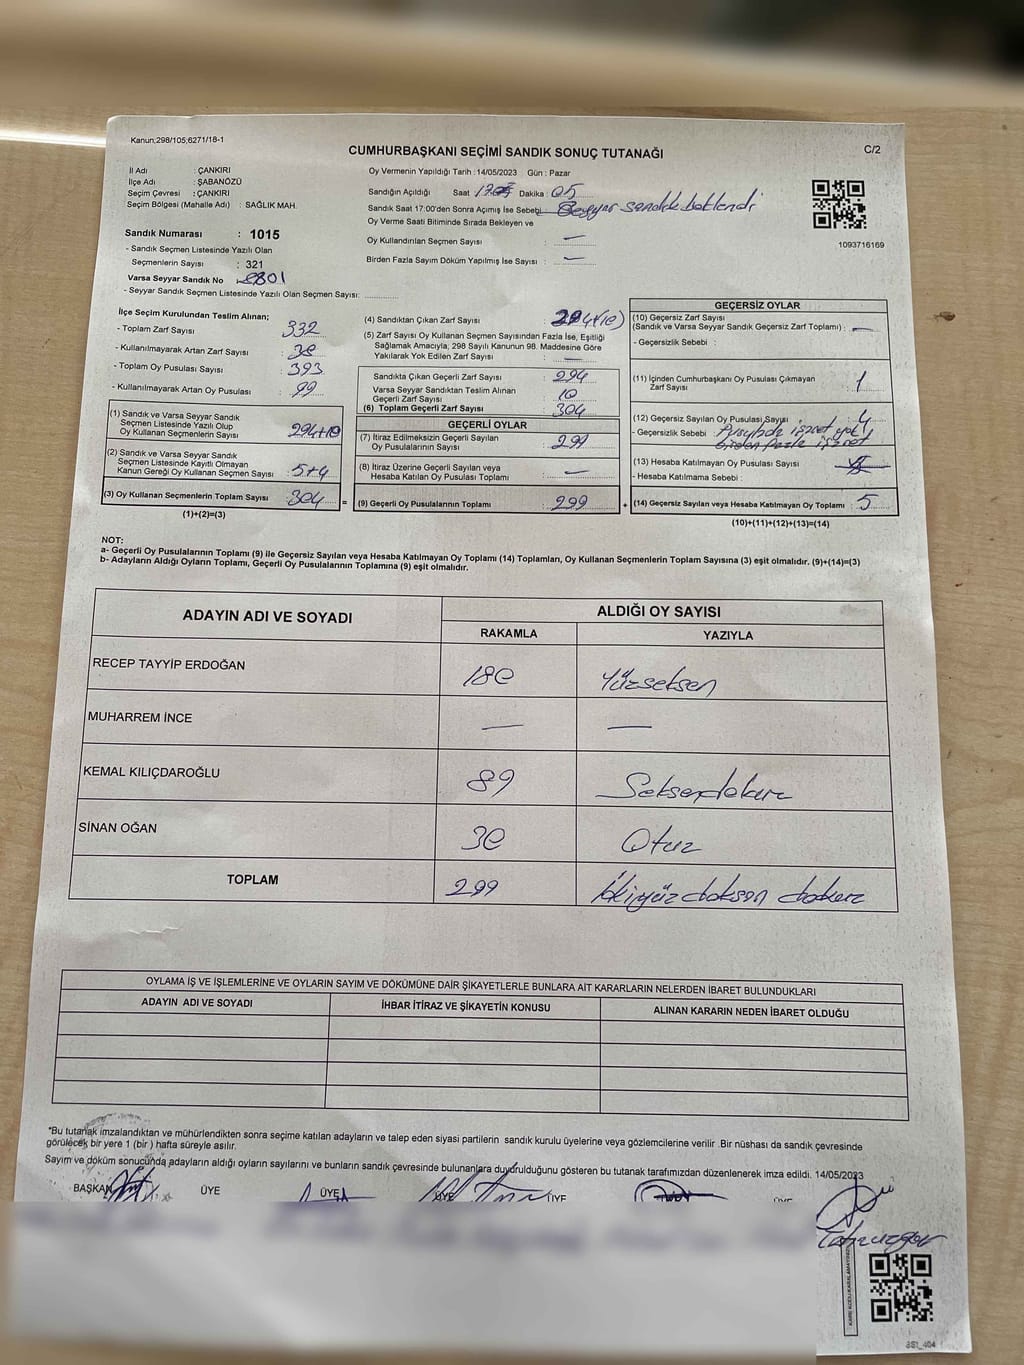 Kanun,298/105;6271/18-1
CUMHURBAŞKANI SEÇİMİ SANDIK SONUÇ TUTANAĞI
C/2
İl Adı : ÇANKIRI
İlçe Adı : ŞABANÖZÜ
Seçim Çevresi : ÇANKIRI
Seçim Bölgesi (Mahalle Adı) : SAĞLIK MAH.
Oy Vermenin Yapıldığı Tarih : 14/05/2023 Gün : Pazar
Sandığın Açıldığı Saat Dakika 05
Sandık Saat 17:00'den Sonra Açımış İse Sebebi Seyyar sandık beklendi
Oy Verme Saati Bitiminde Sırada Bekleyen ve
Oy Kullandırılan Seçmen Sayısı : —
Birden Fazla Sayım Döküm Yapılmış İse Sayısı : —
1093716169
Sandık Numarası : 1015
- Sandık Seçmen Listesinde Yazılı Olan
Seçmenlerin Sayısı : 321
Varsa Seyyar Sandık No
- Seyyar Sandık Seçmen Listesinde Yazılı Olan Seçmen Sayısı:
İlçe Seçim Kurulundan Teslim Alınan;
- Toplam Zarf Sayısı 332
- Kullanılmayarak Artan Zarf Sayısı 38
- Toplam Oy Pusulası Sayısı 393
- Kullanılmayarak Artan Oy Pusulası 99
(1) Sandık ve Varsa Seyyar Sandık
Seçmen Listesinde Yazılı Olup
Oy Kullanan Seçmenlerin Sayısı 294+10
(2) Sandık ve Varsa Seyyar Sandık
Seçmen Listesinde Kayıtlı Olmayan
Kanun Gereği Oy Kullanan Seçmen Sayısı 5+4
(3) Oy Kullanan Seçmenlerin Toplam Sayısı 304 =
(1)+(2)=(3)
(4) Sandıktan Çıkan Zarf Sayısı : 294+(10)
(5) Zarf Sayısı Oy Kullanan Seçmen Sayısından Fazla İse, Eşitliği
Sağlamak Amacıyla, 298 Sayılı Kanunun 98. Maddesine Göre
Yakılarak Yok Edilen Zarf Sayısı : —
Sandıkta Çıkan Geçerli Zarf Sayısı : 294
Varsa Seyyar Sandıktan Teslim Alınan
Geçerli Zarf Sayısı : 10
(6) Toplam Geçerli Zarf Sayısı : 304
GEÇERLİ OYLAR
(7) İtiraz Edilmeksizin Geçerli Sayılan
Oy Pusulalarının Sayısı : 299
(8) İtiraz Üzerine Geçerli Sayılan veya
Hesaba Katılan Oy Pusulası Toplamı : —
(9) Geçerli Oy Pusulalarının Toplamı : 299 +
GEÇERSİZ OYLAR
(10) Geçersiz Zarf Sayısı
(Sandık ve Varsa Seyyar Sandık Geçersiz Zarf Toplamı) : —
- Geçersizlik Sebebi :
(11) İçinden Cumhurbaşkanı Oy Pusulası Çıkmayan
Zarf Sayısı : 1
(12) Geçersiz Sayılan Oy Pusulası Sayısı : 4
- Geçersizlik Sebebi işaret yok
birden fazla işaret
(13) Hesaba Katılmayan Oy Pusulası Sayısı
- Hesaba Katılmama Sebebi :
(14) Geçersiz Sayılan veya Hesaba Katılmayan Oy Toplamı : 5
(10)+(11)+(12)+(13)=(14)
NOT:
a- Geçerli Oy Pusulalarının Toplamı (9) ile Geçersiz Sayılan veya Hesaba Katılmayan Oy Toplamı (14) Toplamları, Oy Kullanan Seçmenlerin Toplam Sayısına (3) eşit olmalıdır. (9)+(14)=(3)
b- Adayların Aldığı Oyların Toplamı, Geçerli Oy Pusulalarının Toplamına (9) eşit olmalıdır.
ADAYIN ADI VE SOYADI
ALDIĞI OY SAYISI
RAKAMLA YAZIYLA
RECEP TAYYİP ERDOĞAN 180 Yüzseksen
MUHARREM İNCE — —
KEMAL KILIÇDAROĞLU 89 Seksendokuz
SİNAN OĞAN 30 Otuz
TOPLAM 299 İkiyüz doksan dokuz
OYLAMA İŞ VE İŞLEMLERİNE VE OYLARIN SAYIM VE DÖKÜMÜNE DAİR ŞİKAYETLERLE BUNLARA AİT KARARLARIN NELERDEN İBARET BULUNDUKLARI
ADAYIN ADI VE SOYADI İHBAR İTİRAZ VE ŞİKAYETİN KONUSU ALINAN KARARIN NEDEN İBARET OLDUĞU
*Bu tutanak imzalandıktan ve mühürlendikten sonra seçime katılan adayların ve talep eden siyasi partilerin sandık kurulu üyelerine veya gözlemcilerine verilir .Bir nüshası da sandık çevresinde
görülecek bir yere 1 (bir ) hafta süreyle asılır.
Sayım ve döküm sonucunda adayların aldığı oyların sayılarını ve bunların sandık çevresinde bulunanlara duyurulduğunu gösteren bu tutanak tarafımızdan düzenlenerek imza edildi. 14/05/2023
BAŞKAN ÜYE ÜYE ÜYE ÜYE